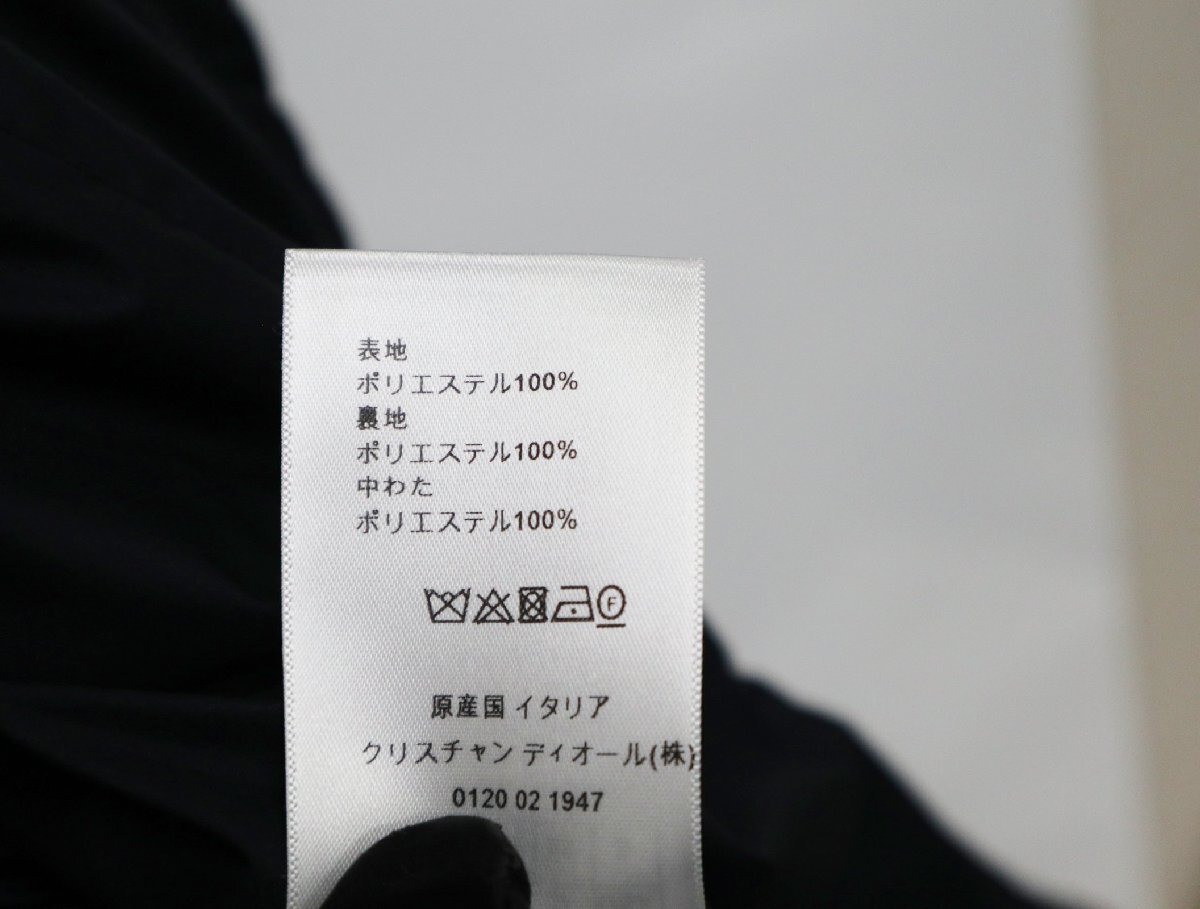 表地
ポリエステル100%
裏地
ポリエステル100%
中わた
ポリエステル100%
F
原産国 イタリア
クリスチャン ディオール(株)
0120 02 1947